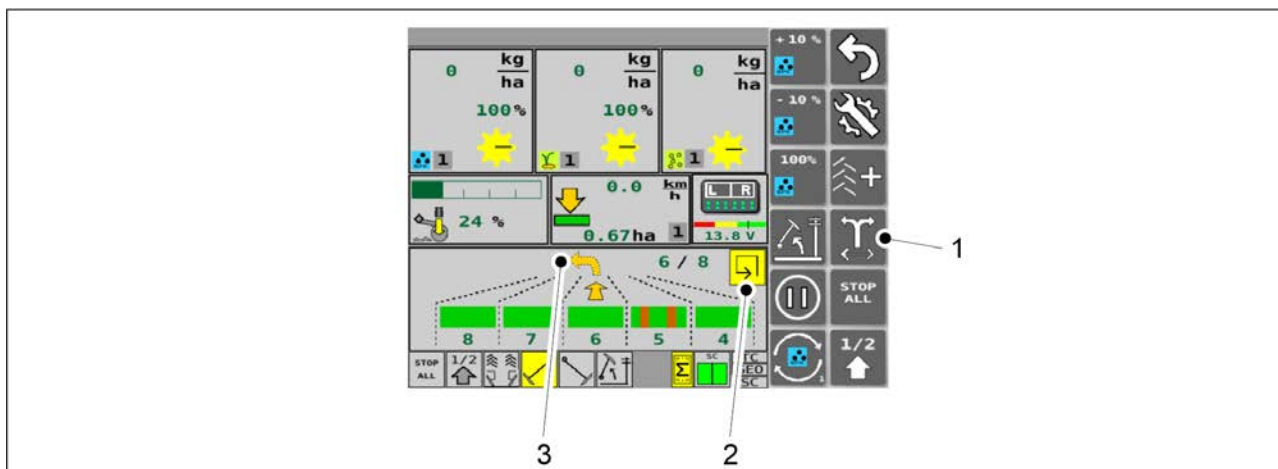 0 kg/ha
100%
1
0 kg/ha
100%
1
0 kg/ha
1
+ 10 %
- 10 %
100%
24 %
0.0 km/h
0.67ha 1
L R
13.8 V
6 / 8
8 7 6 5 4
STOP ALL
1/2
STOP ALL
1/2
Σ
SC
TC
SC
1
1
2
3